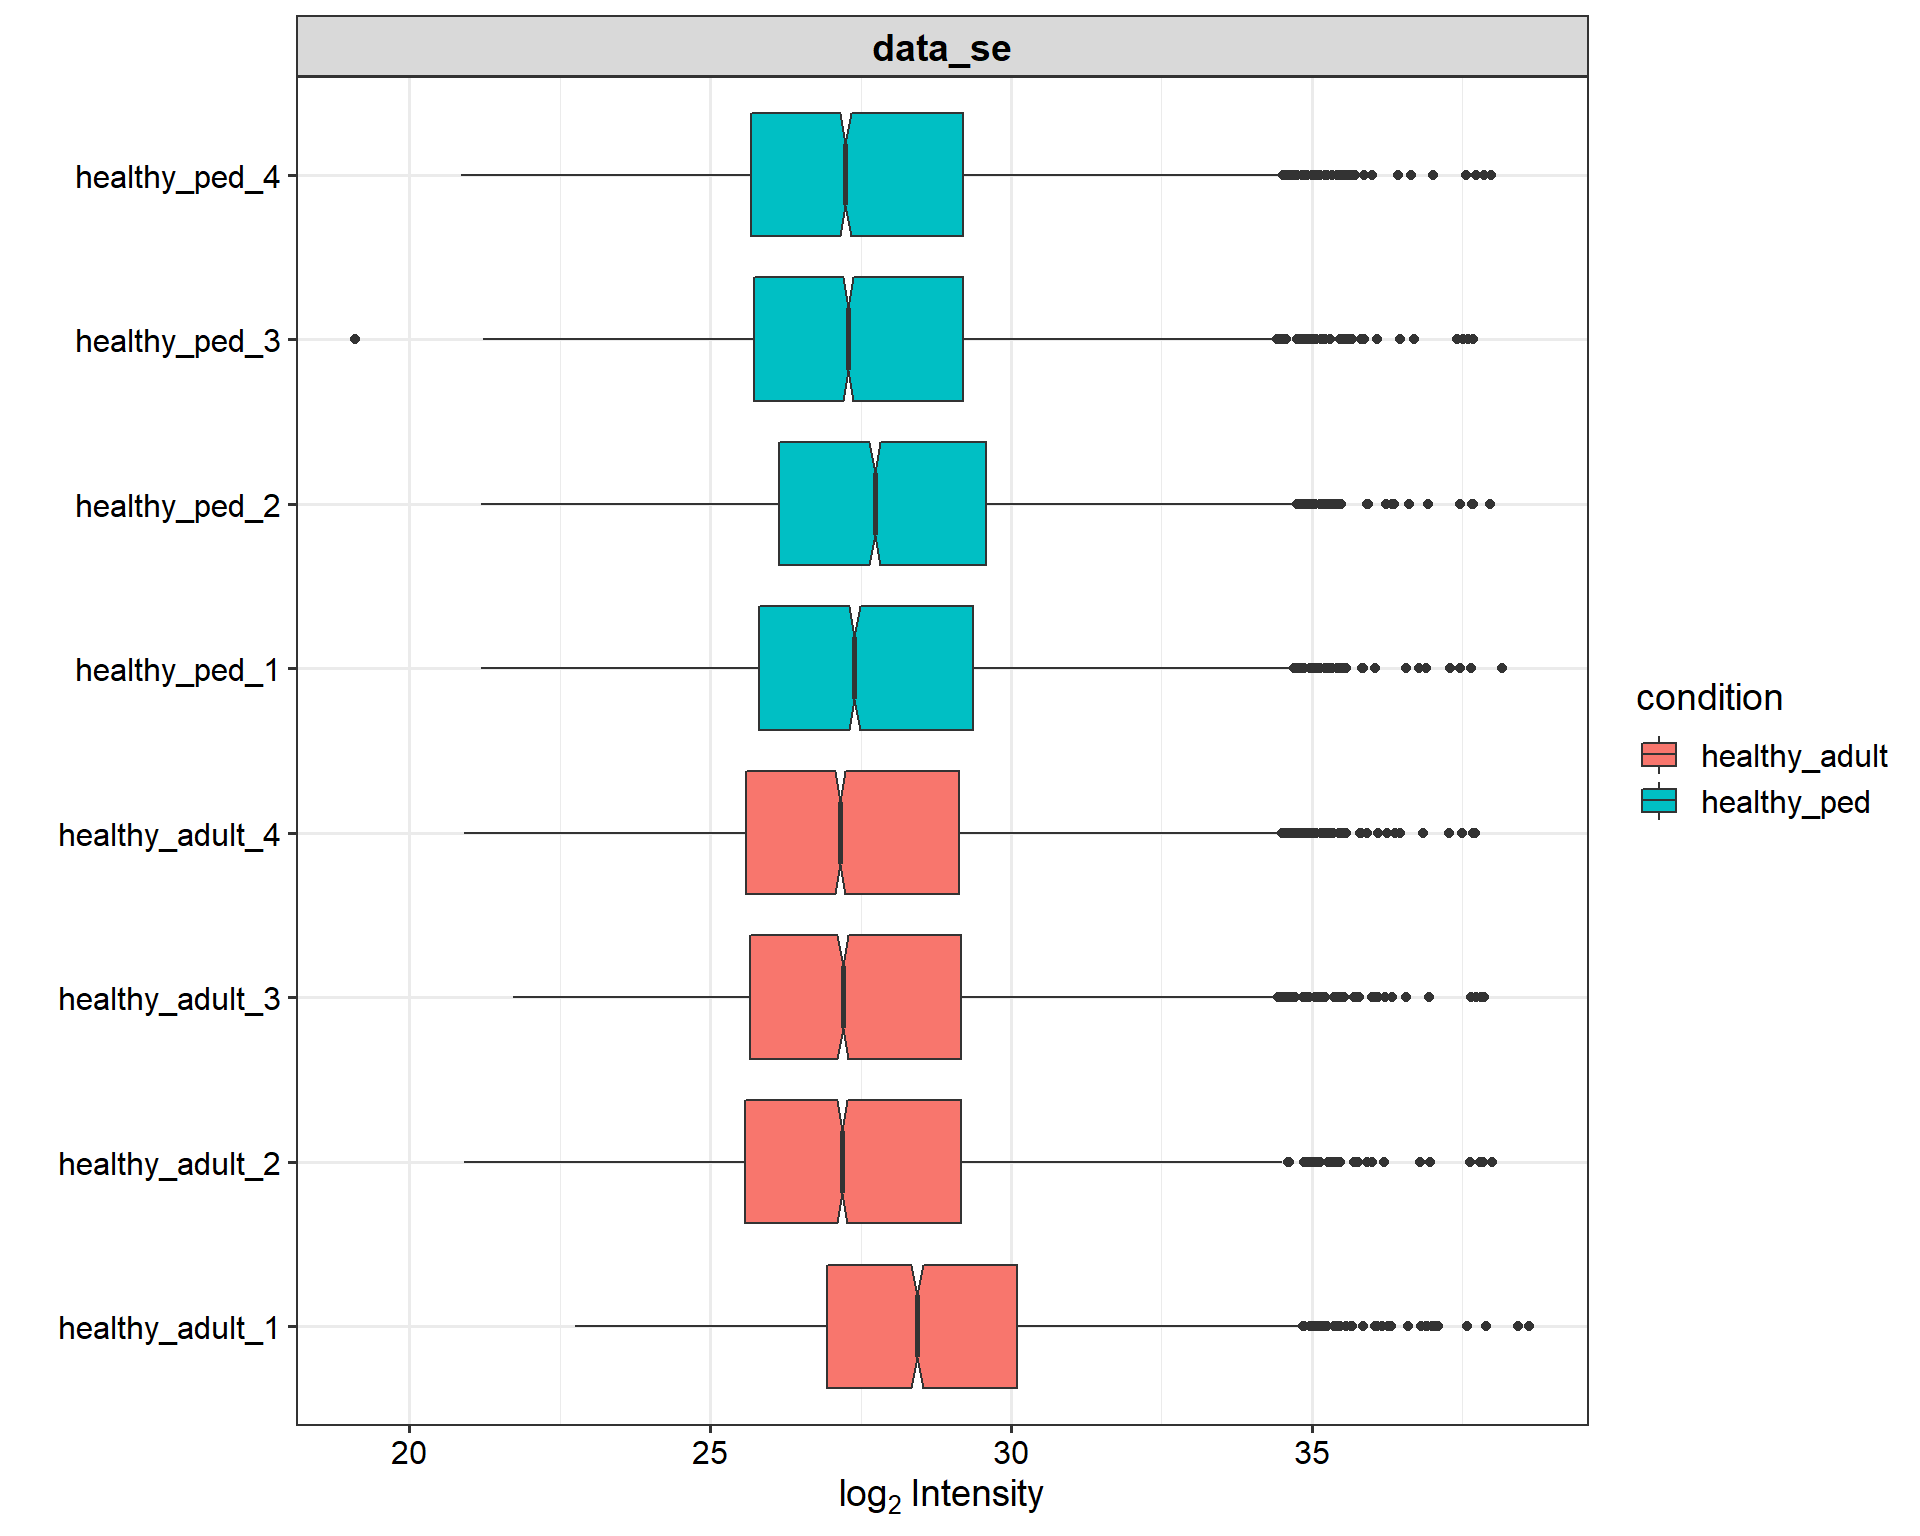 data_se
healthy_ped_4
healthy_ped_3
healthy_ped_2
healthy_ped_1
healthy_adult_4
healthy_adult_3
healthy_adult_2
healthy_adult_1
20 25 30 35
log₂ Intensity
condition
healthy_adult
healthy_ped